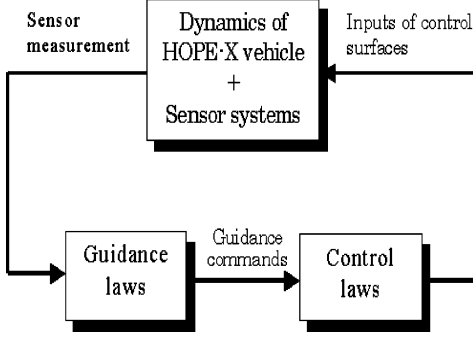 Sensor
measurement
Dynamics of
HOPE·X vehicle
+
Sensor systems
Inputs of control
surfaces
Guidance
laws
Guidance
commands
Control
laws